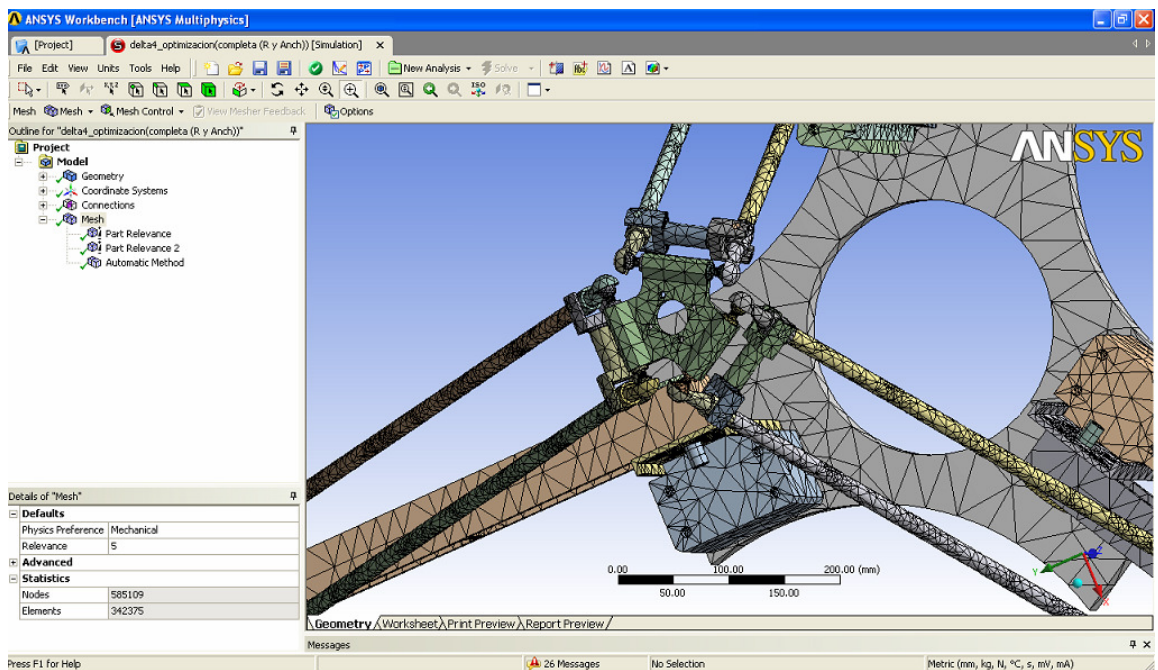 ANSYS Workbench [ANSYS Multiphysics]
[Project] delta4_optimizacion(completa (R y Anch)) [Simulation]
File Edit View Units Tools Help New Analysis Solve
Mesh Mesh Mesh Control View Mesher Feedback Options
Outline for "delta4_optimizacion(completa (R y Anch))"
Project
Model
Geometry
Coordinate Systems
Connections
Mesh
Part Relevance
Part Relevance 2
Automatic Method
ANSYS
Details of "Mesh"
Defaults
Physics Preference Mechanical
Relevance 5
Advanced
Statistics
Nodes 585109
Elements 342375
0.00 100.00 200.00 (mm)
50.00 150.00
Y Z X
Geometry Worksheet Print Preview Report Preview
Messages
Press F1 for Help 26 Messages No Selection Metric (mm, kg, N, °C, s, mV, mA)